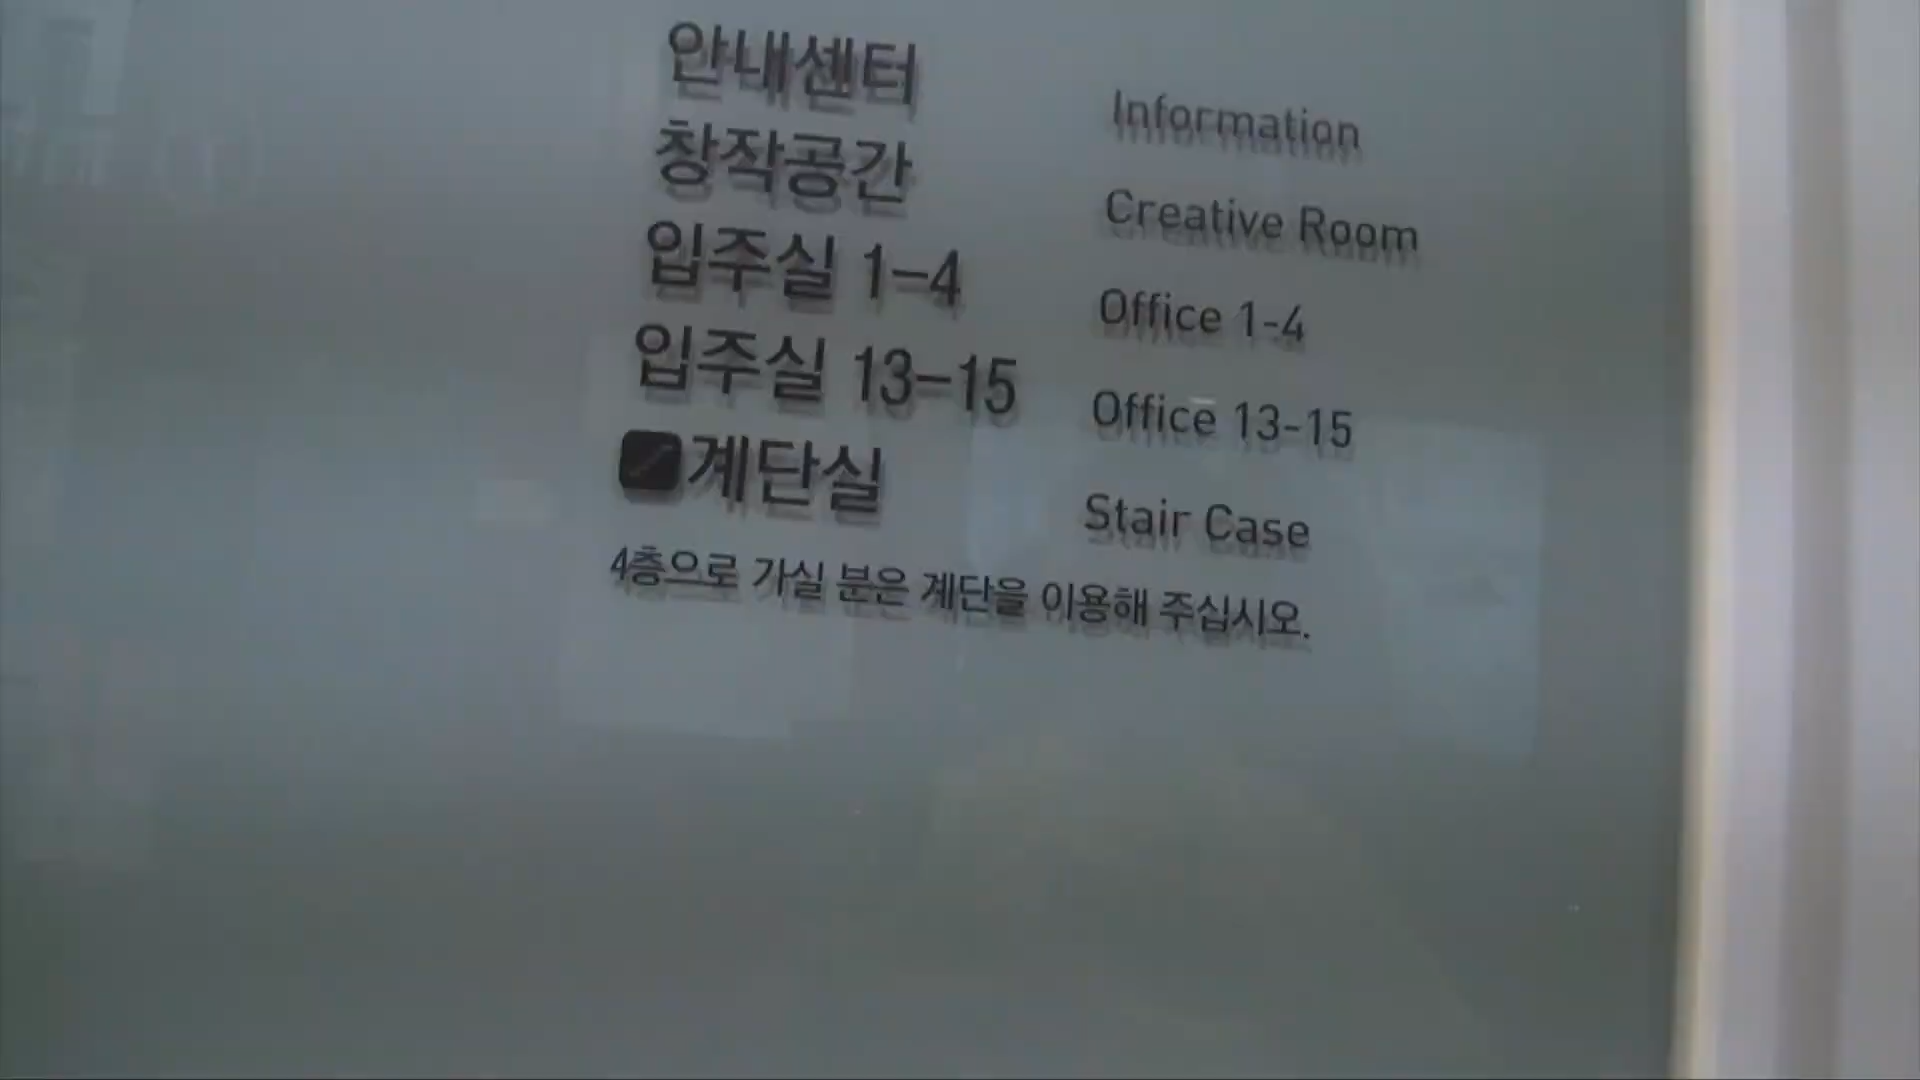 안내센터 Information
창작공간 Creative Room
입주실 1-4 Office 1-4
입주실 13-15 Office 13-15
계단실 Stair Case
4층으로 가실 분은 계단을 이용해 주십시오.